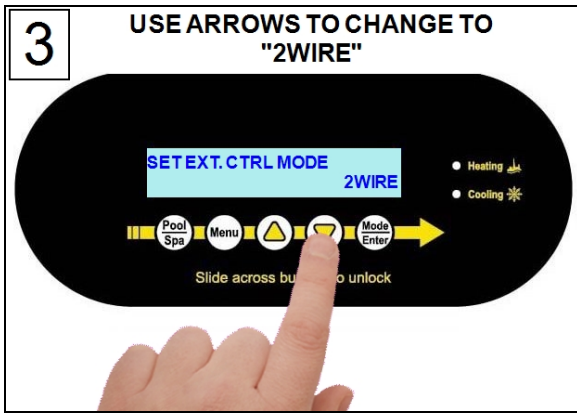 3
USE ARROWS TO CHANGE TO
"2WIRE"
SET EXT. CTRL MODE
2WIRE
Heating
Cooling
Pool
Spa
Menu
Mode
Enter
Slide across bu o unlock